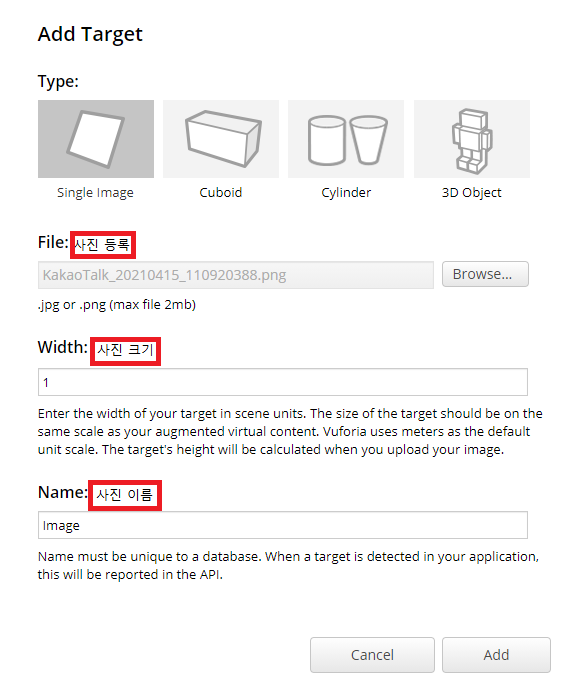 Add Target
Type:
Single Image
Cuboid
Cylinder
3D Object
File: 사진 등록
KakaoTalk_20210415_110920388.png
Browse...
.jpg or .png (max file 2mb)
Width: 사진 크기
1
Enter the width of your target in scene units. The size of the target should be on the
same scale as your augmented virtual content. Vuforia uses meters as the default
unit scale. The target's height will be calculated when you upload your image.
Name: 사진 이름
Image
Name must be unique to a database. When a target is detected in your application,
this will be reported in the API.
Cancel
Add